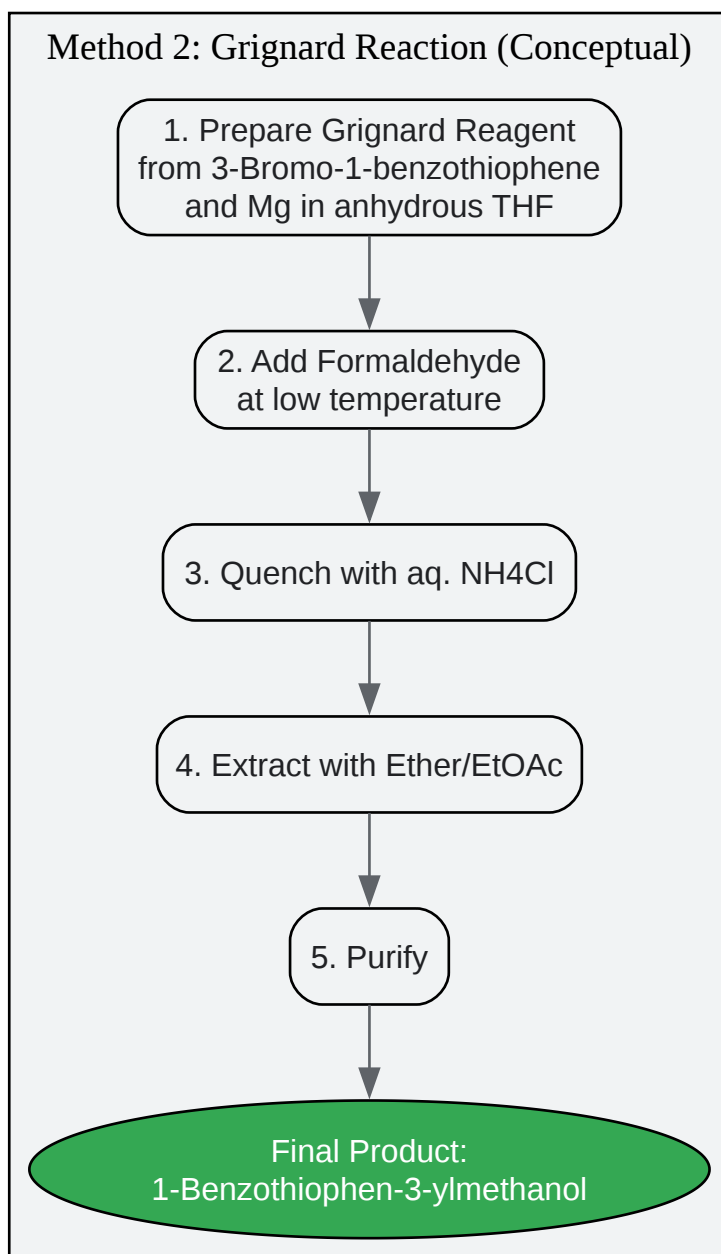 Method 2: Grignard Reaction (Conceptual)
1. Prepare Grignard Reagent
from 3-Bromo-1-benzothiophene
and Mg in anhydrous THF
2. Add Formaldehyde
at low temperature
3. Quench with aq. NH4Cl
4. Extract with Ether/EtOAc
5. Purify
Final Product:
1-Benzothiophen-3-ylmethanol